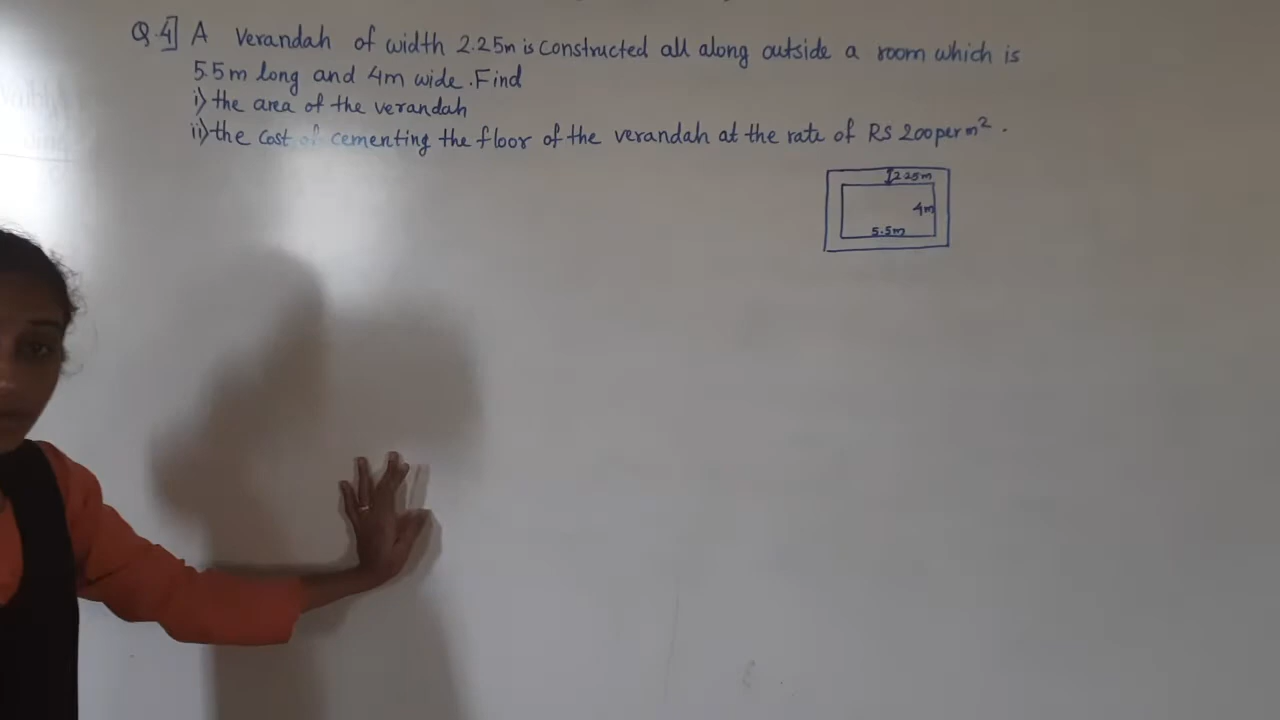 Q.4] A Verandah of width 2.25m is constructed all along outside a room which is
5.5m long and 4m wide. Find
i) the area of the verandah
ii) the cost of cementing the floor of the verandah at the rate of RS 200 per m².
2.25m
4m
5.5m